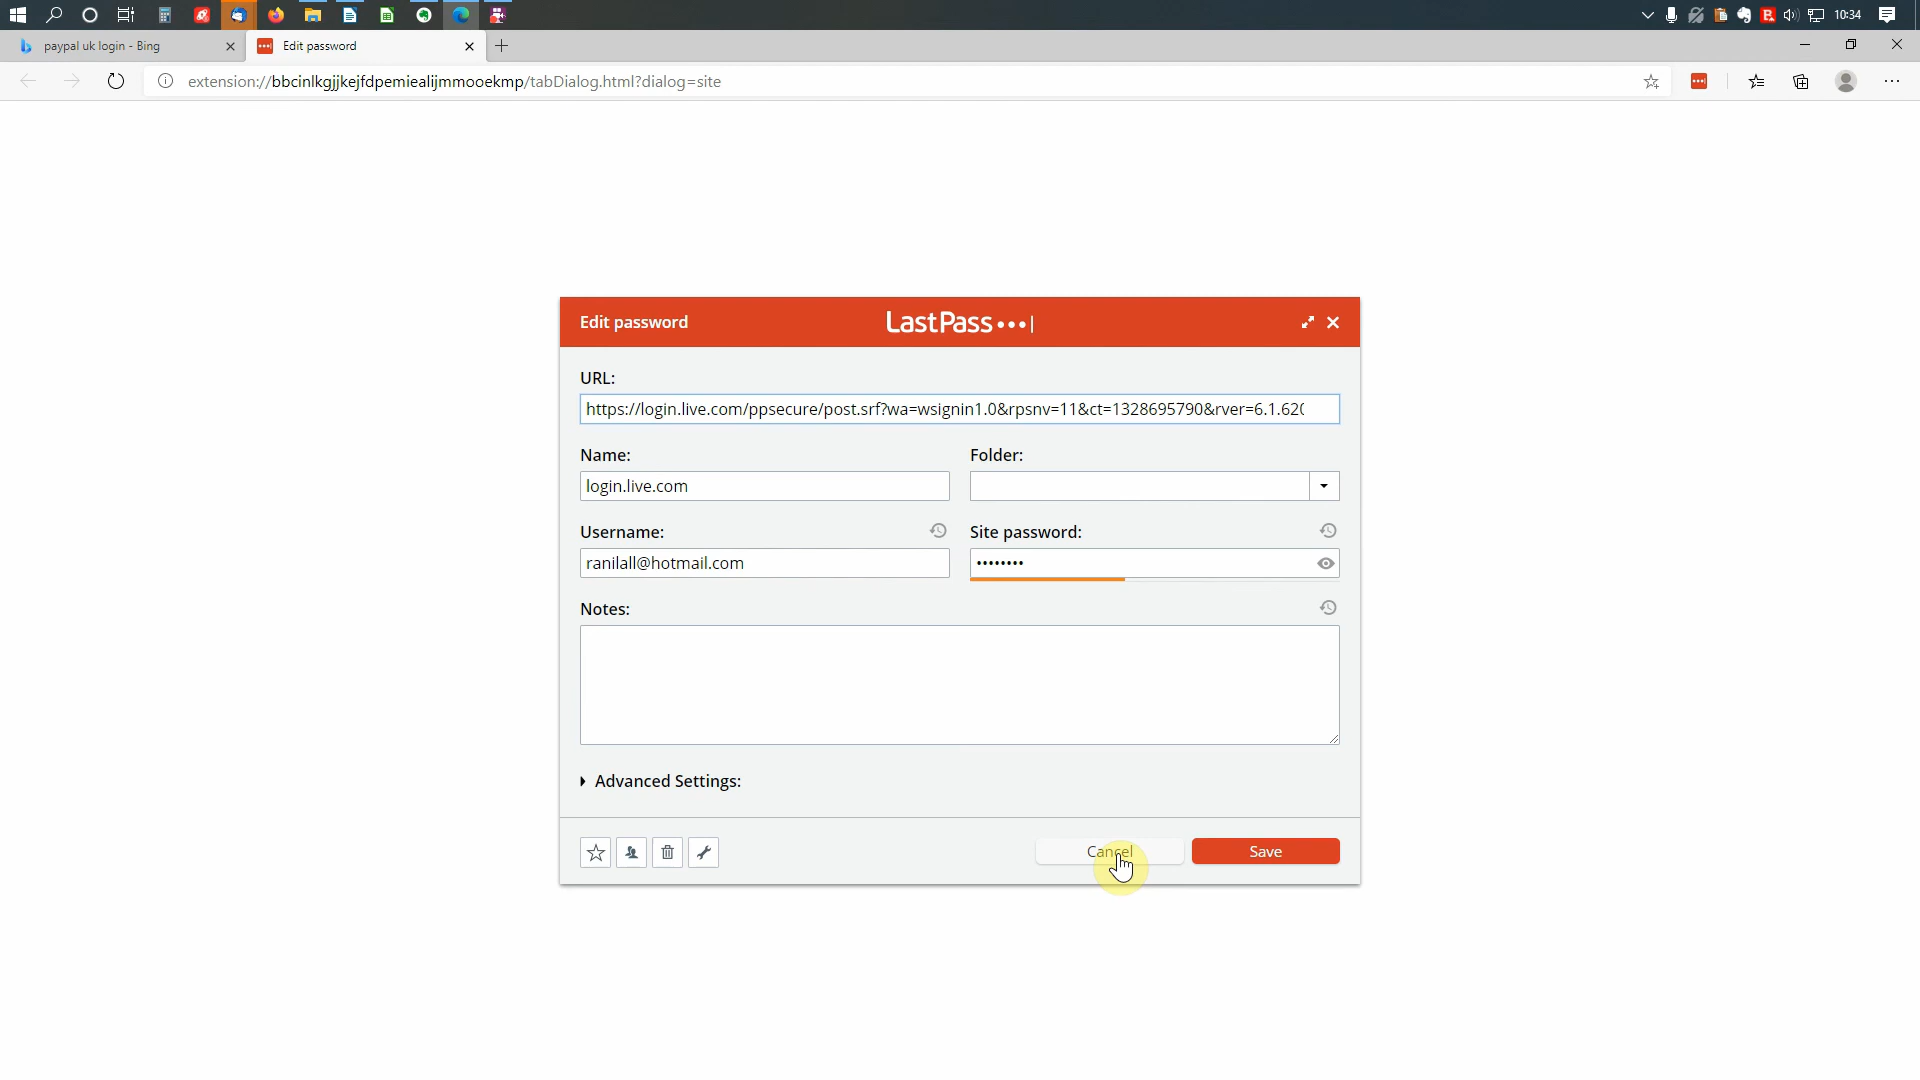 10:34
paypal uk login - Bing
Edit password
extension://bbcinlkgjjkejfdpemiealijmmooekmp/tabDialog.html?dialog=site
Edit password
LastPass
URL:
https://login.live.com/ppsecure/post.srf?wa=wsignin1.0&rpsnv=11&ct=1328695790&rver=6.1.620
Name:
Folder:
login.live.com
Username:
Site password:
ranilall@hotmail.com
••••••••
Notes:
Advanced Settings:
Cancel
Save